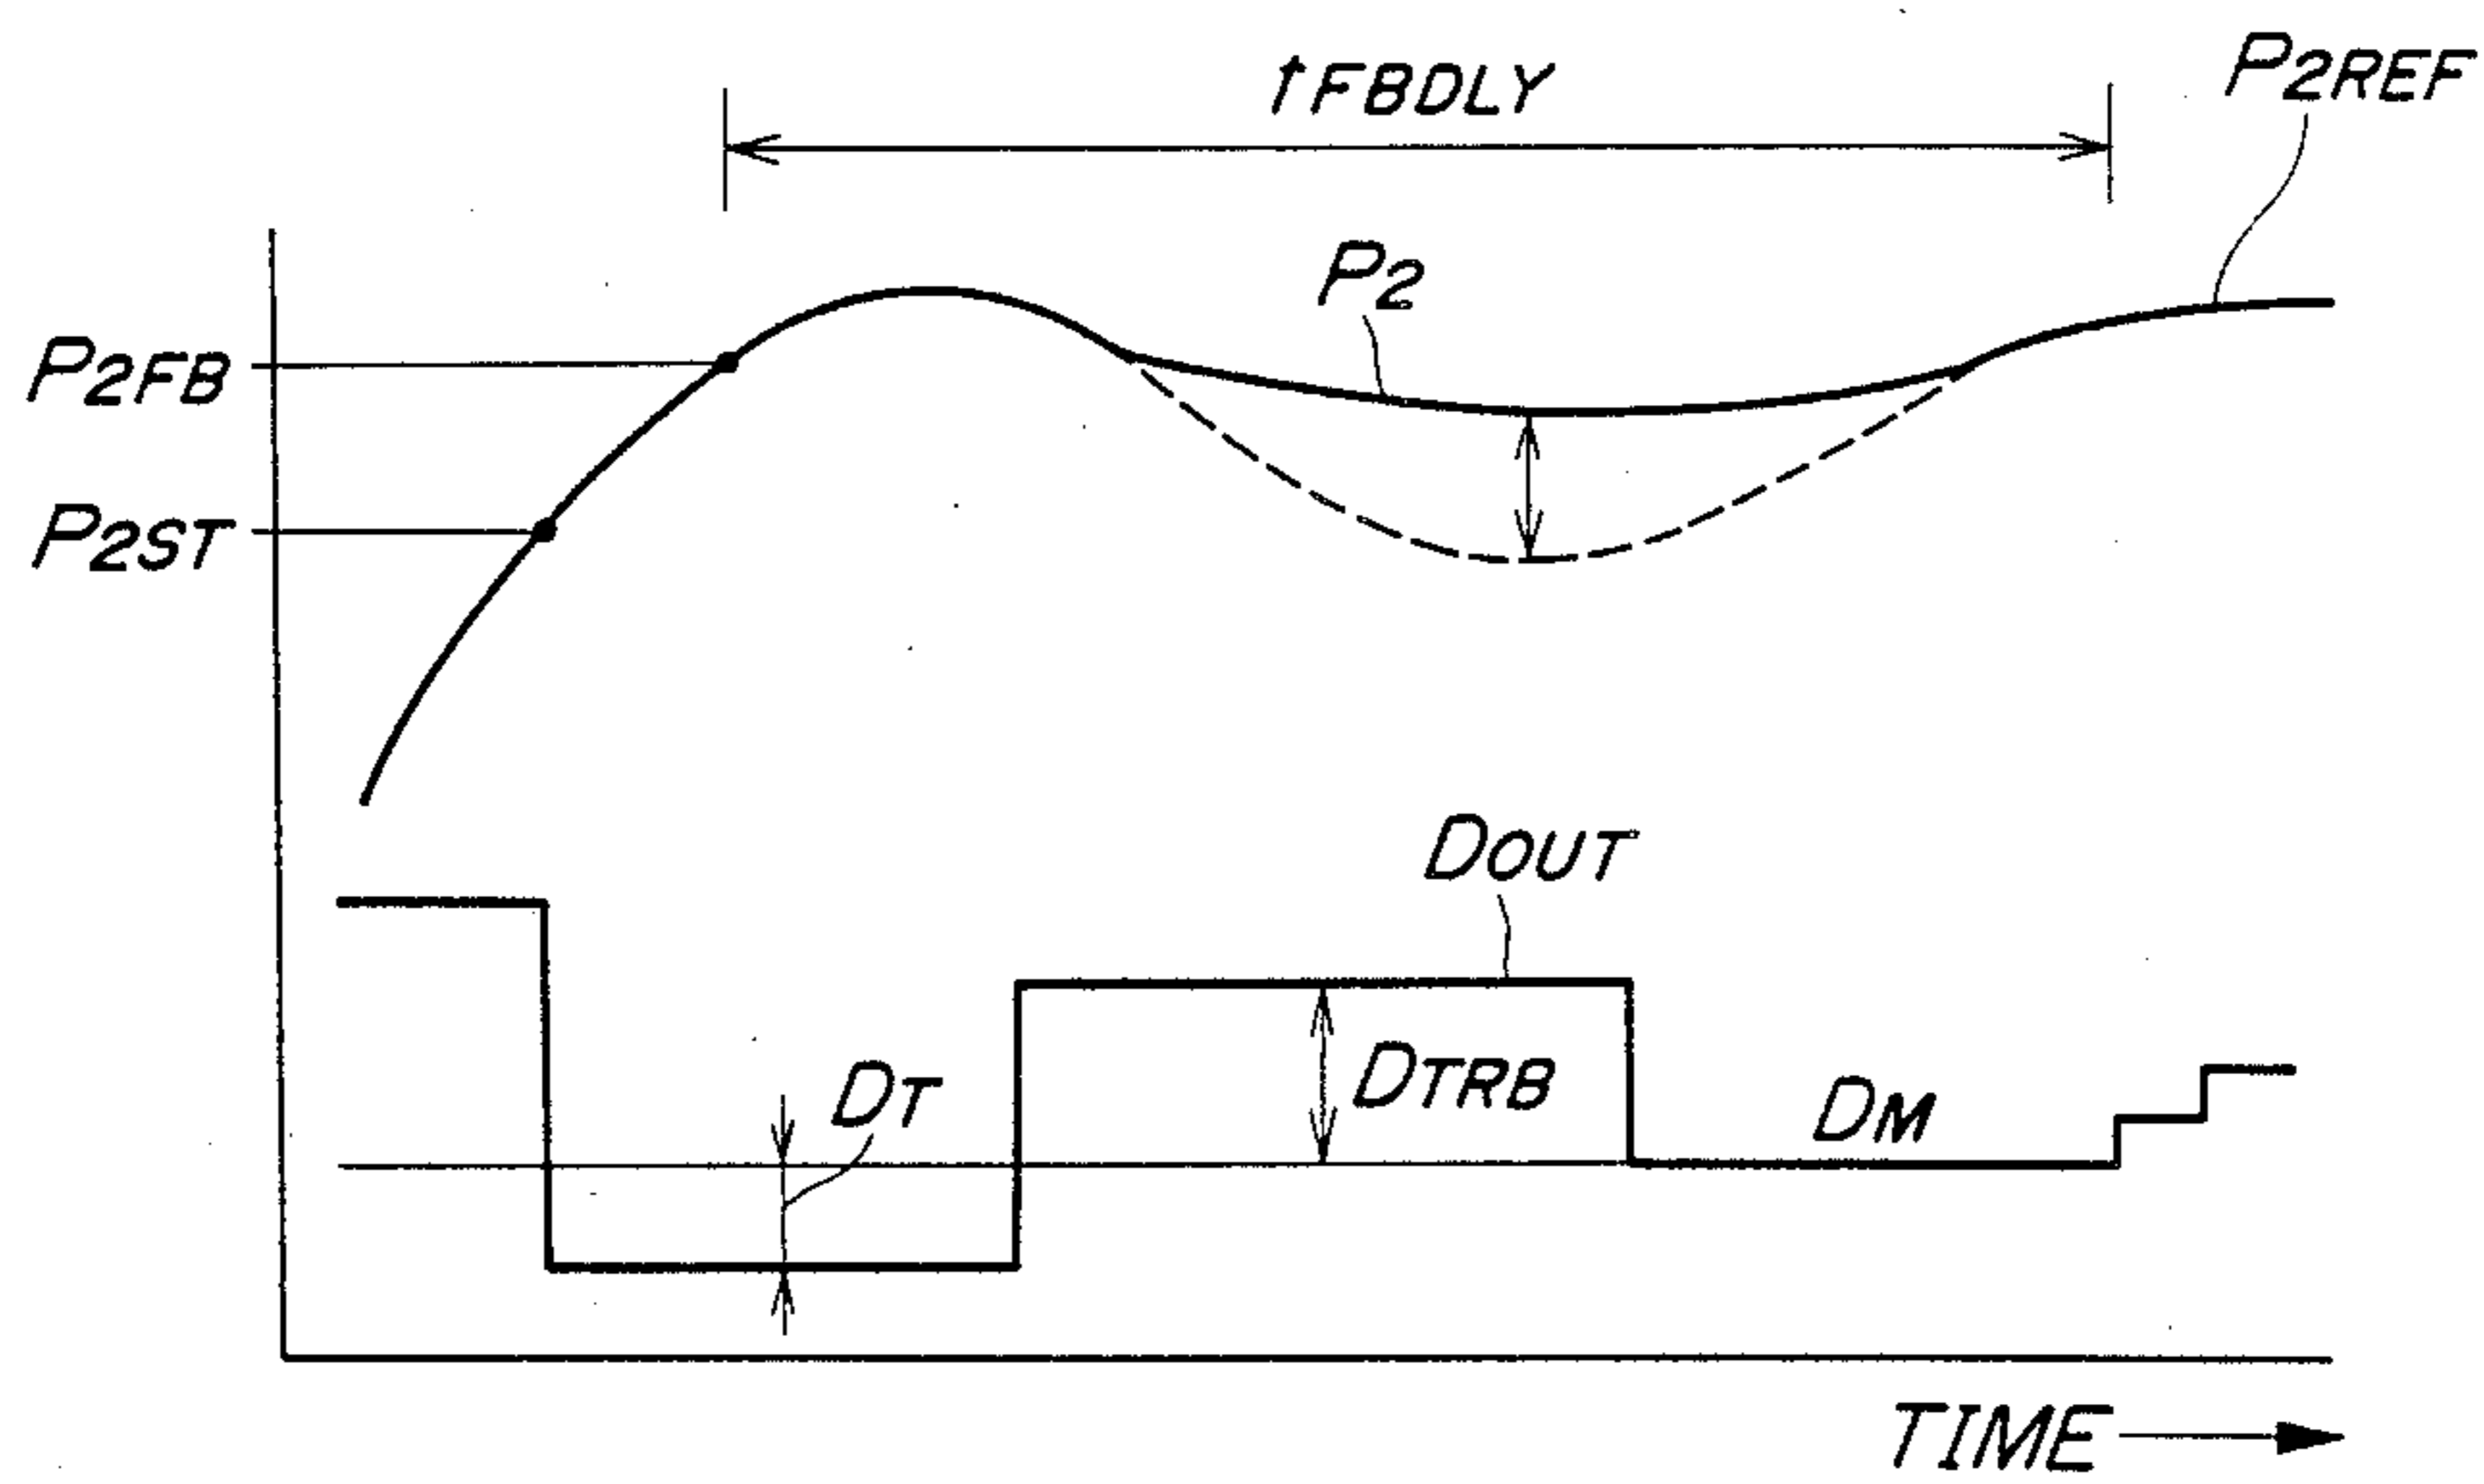 tFBDLY
P2REF
P2
P2FB
P2ST
DOUT
DT
DTRB
DM
TIME